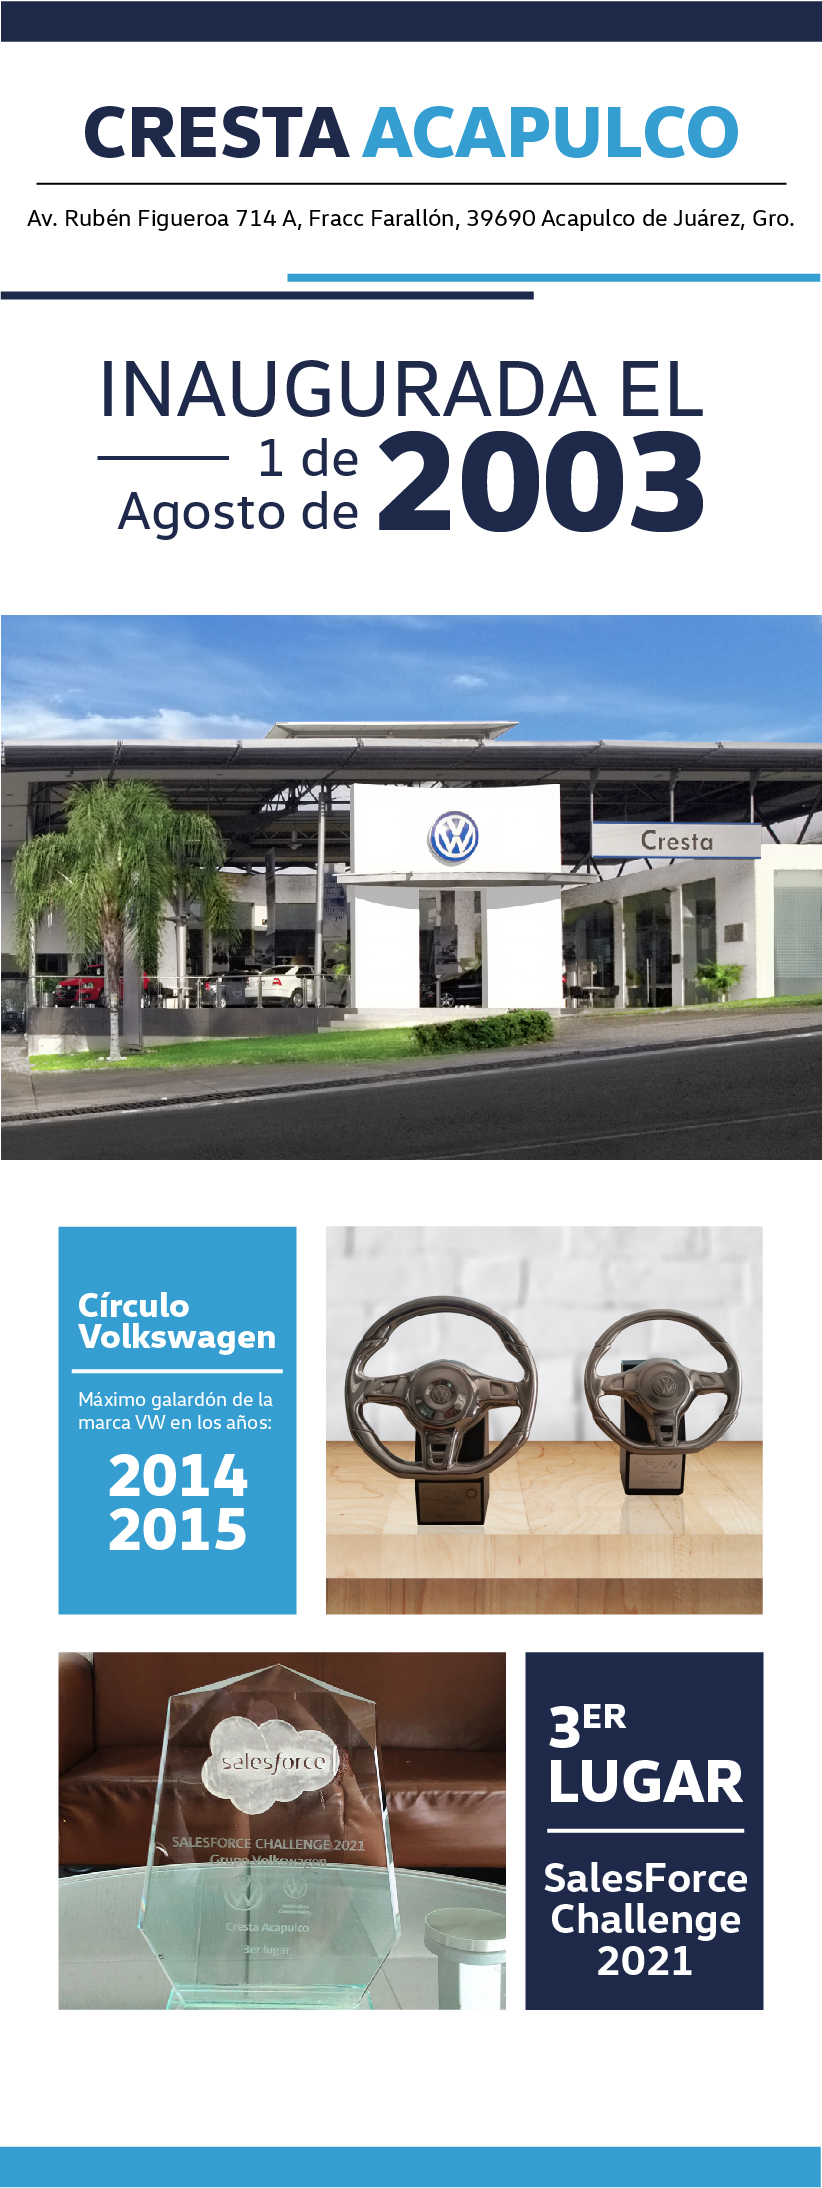 CRESTA ACAPULCO
Av. Rubén Figueroa 714 A, Fracc Farallón, 39690 Acapulco de Juárez, Gro.
INAUGURADA EL
1 de
Agosto de 2003
Cresta
Círculo
Volkswagen
Máximo galardón de la
marca VW en los años:
2014
2015
salesforce
SALESFORCE CHALLENGE 2021
Grupo Volkswagen
Cresta Acapulco
3er lugar
3ER
LUGAR
SalesForce
Challenge
2021